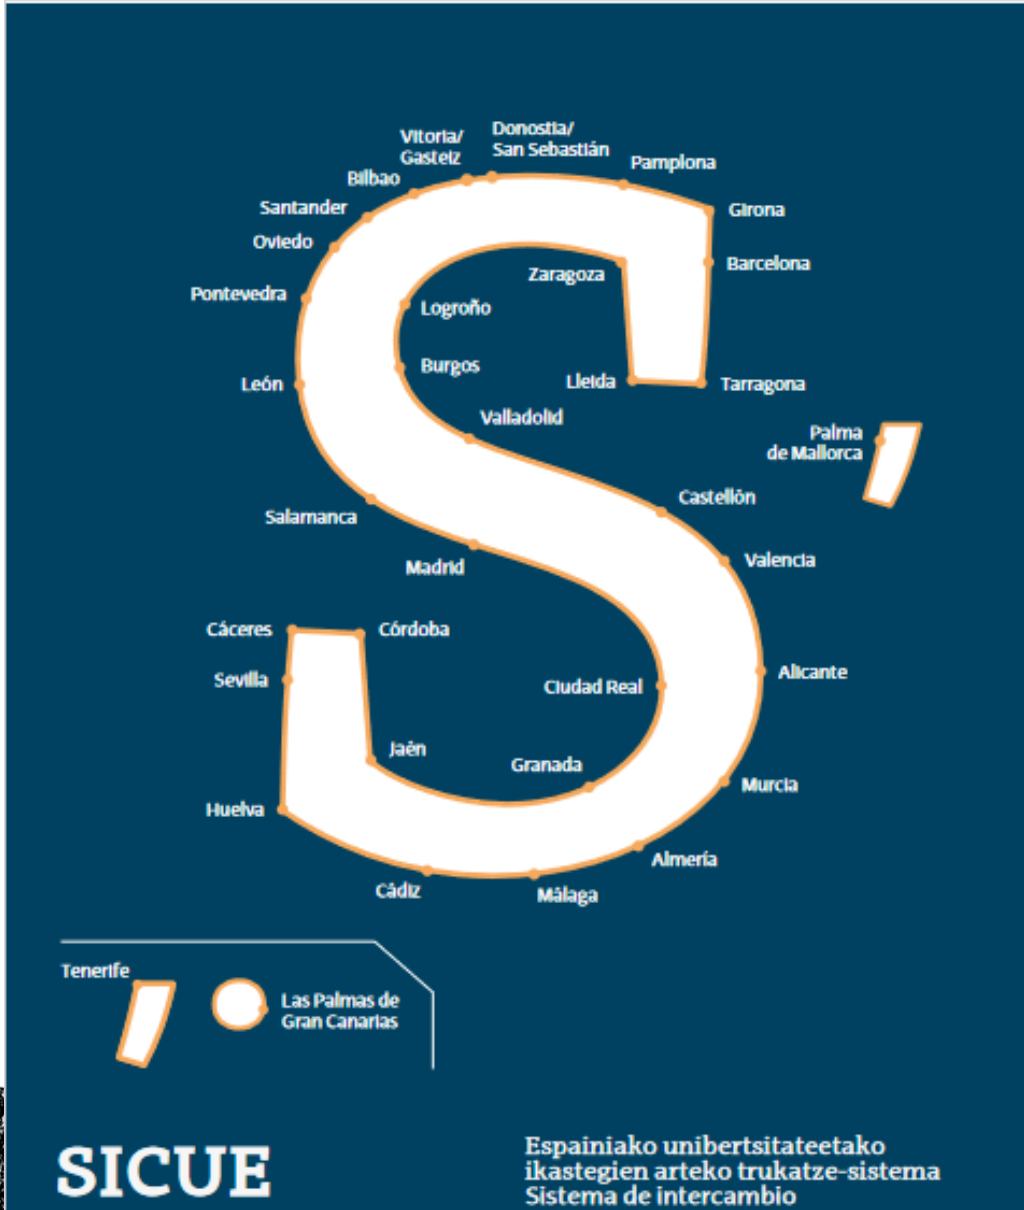 Vitoria/
Gasteiz
Donostia/
San Sebastián
Pamplona
Bilbao
Santander
Girona
Oviedo
Barcelona
Zaragoza
Pontevedra
Logroño
Burgos
León
Lleida
Tarragona
Valladolid
Palma
de Mallorca
Castellón
Salamanca
Valencia
Madrid
Cáceres
Córdoba
Sevilla
Alicante
Ciudad Real
Jaén
Granada
Murcia
Huelva
Almería
Cádiz
Málaga
Tenerife
Las Palmas de
Gran Canarias
SICUE
Espainiako unibertsitateetako
ikastegien arteko trukatze-sistema
Sistema de intercambio